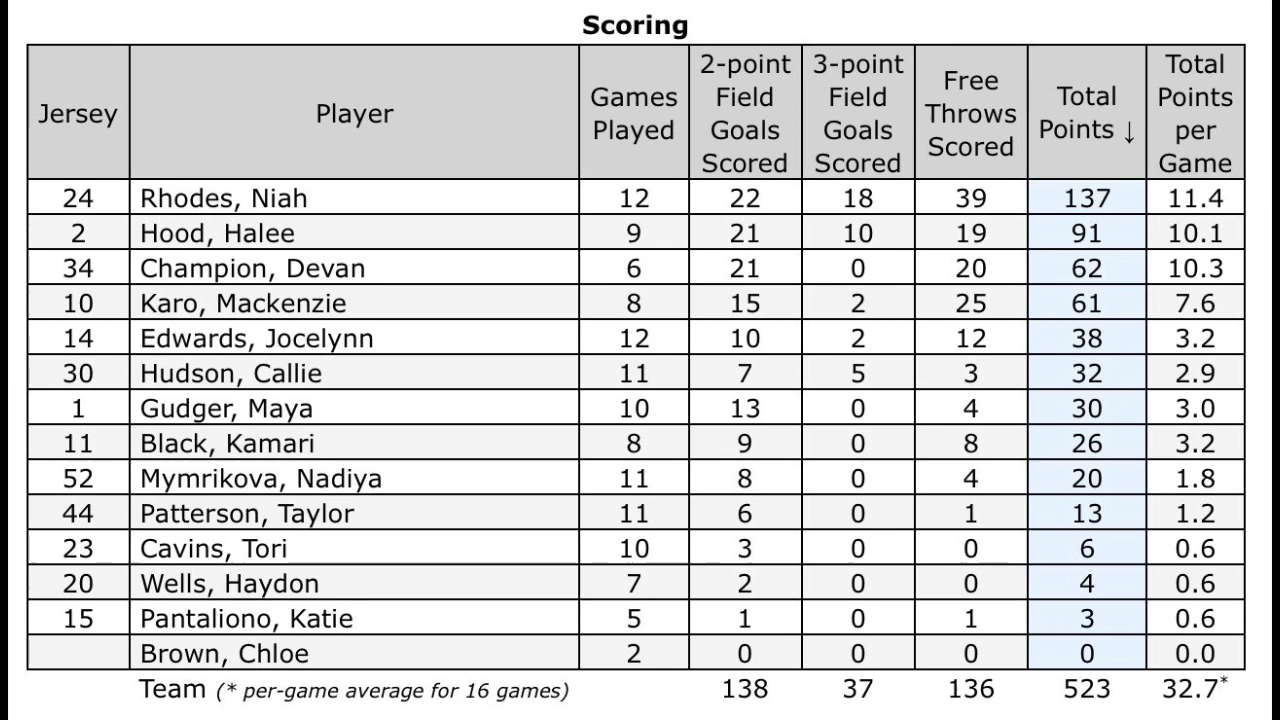 Scoring
Jersey Player Games Played 2-point Field Goals Scored 3-point Field Goals Scored Free Throws Scored Total Points ↓ Total Points per Game
24 Rhodes, Niah 12 22 18 39 137 11.4
2 Hood, Halee 9 21 10 19 91 10.1
34 Champion, Devan 6 21 0 20 62 10.3
10 Karo, Mackenzie 8 15 2 25 61 7.6
14 Edwards, Jocelynn 12 10 2 12 38 3.2
30 Hudson, Callie 11 7 5 3 32 2.9
1 Gudger, Maya 10 13 0 4 30 3.0
11 Black, Kamari 8 9 0 8 26 3.2
52 Mymrikova, Nadiya 11 8 0 4 20 1.8
44 Patterson, Taylor 11 6 0 1 13 1.2
23 Cavins, Tori 10 3 0 0 6 0.6
20 Wells, Haydon 7 2 0 0 4 0.6
15 Pantaliono, Katie 5 1 0 1 3 0.6
Brown, Chloe 2 0 0 0 0 0.0
Team (* per-game average for 16 games) 138 37 136 523 32.7*